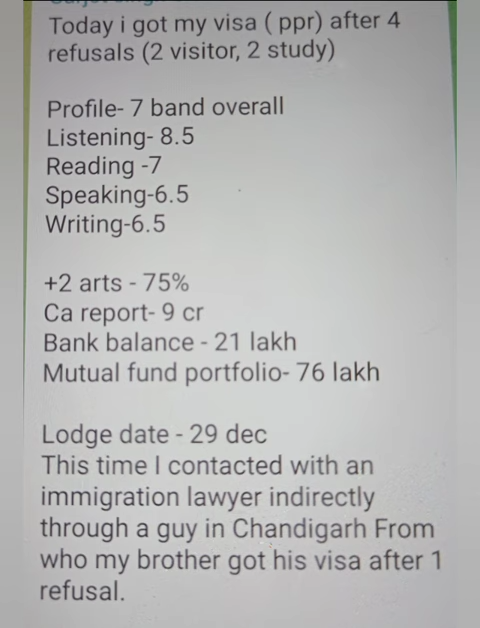 Today i got my visa ( ppr) after 4
refusals (2 visitor, 2 study)
Profile- 7 band overall
Listening- 8.5
Reading -7
Speaking-6.5
Writing-6.5
+2 arts - 75%
Ca report- 9 cr
Bank balance - 21 lakh
Mutual fund portfolio- 76 lakh
Lodge date - 29 dec
This time I contacted with an
immigration lawyer indirectly
through a guy in Chandigarh From
who my brother got his visa after 1
refusal.